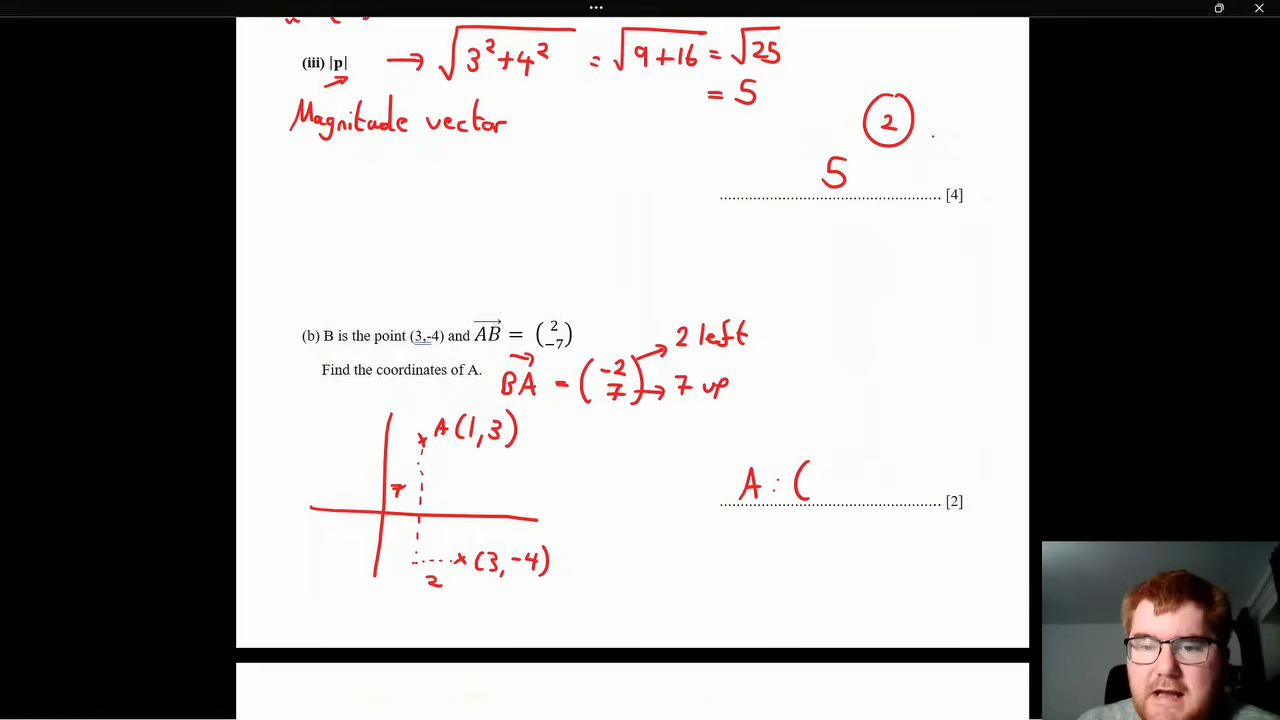 (iii) |p| → √3²+4² = √9+16 = √25
= 5
Magnitude vector
2
5
.................................................... [4]
(b) B is the point (3,-4) and AB = (2 -7)
2 left
Find the coordinates of A. BA = (-2 7)
7 up
A(1,3)
7
A : (
.................................................... [2]
(3,-4)
2